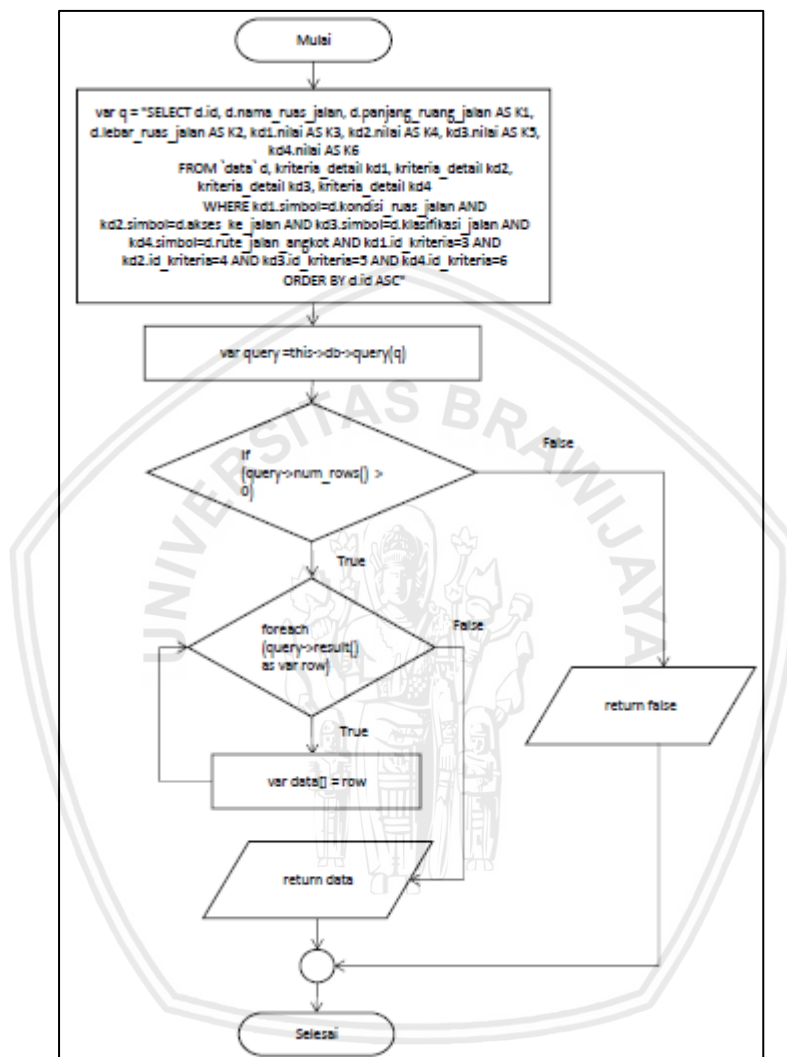 Mulai
var q = "SELECT d.id, d.nama_ruas_jalan, d.panjang_ruang_jalan AS K1,
d.lebar_ruas_jalan AS K2, kd1.nilai AS K3, kd2.nilai AS K4, kd3.nilai AS K5,
kd4.nilai AS K6
FROM `data` d, kriteria_detail kd1, kriteria_detail kd2,
kriteria_detail kd3, kriteria_detail kd4
WHERE kd1.simbol=d.kondisi_ruas_jalan AND
kd2.simbol=d.akses_ke_jalan AND kd3.simbol=d.klasifikasi_jalan AND
kd4.simbol=d.rute_jalan_angkot AND kd1.id_kriteria=3 AND
kd2.id_kriteria=4 AND kd3.id_kriteria=5 AND kd4.id_kriteria=6
ORDER BY d.id ASC"
var query =this->db->query(q)
UNIVERSITAS BRAWIJAYA
If
(query->num_rows() >
0)
False
True
foreach
(query->result()
as var row)
False
True
return false
var data[] = row
return data
Selesai